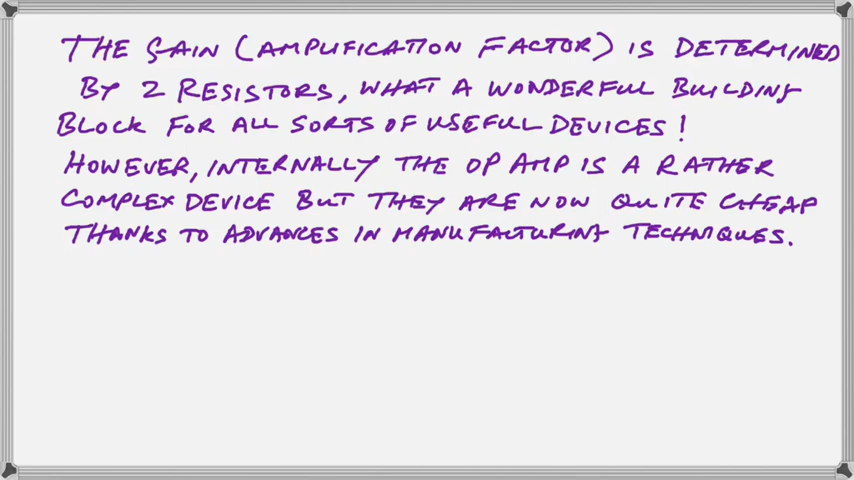 THE GAIN (AMPLIFICATION FACTOR) IS DETERMINED
BY 2 RESISTORS, WHAT A WONDERFUL BUILDING
BLOCK FOR ALL SORTS OF USEFUL DEVICES!
HOWEVER, INTERNALLY THE OP AMP IS A RATHER
COMPLEX DEVICE BUT THEY ARE NOW QUITE CHEAP
THANKS TO ADVANCES IN MANUFACTURING TECHNIQUES.